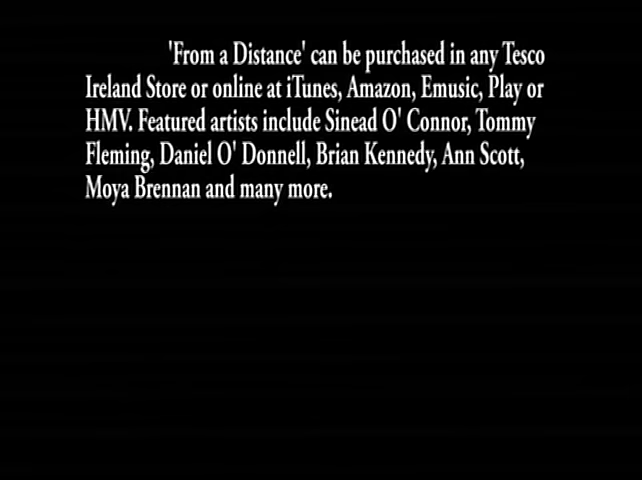 'From a Distance' can be purchased in any Tesco
Ireland Store or online at iTunes, Amazon, Emusic, Play or
HMV. Featured artists include Sinead O' Connor, Tommy
Fleming, Daniel O' Donnell, Brian Kennedy, Ann Scott,
Moya Brennan and many more.